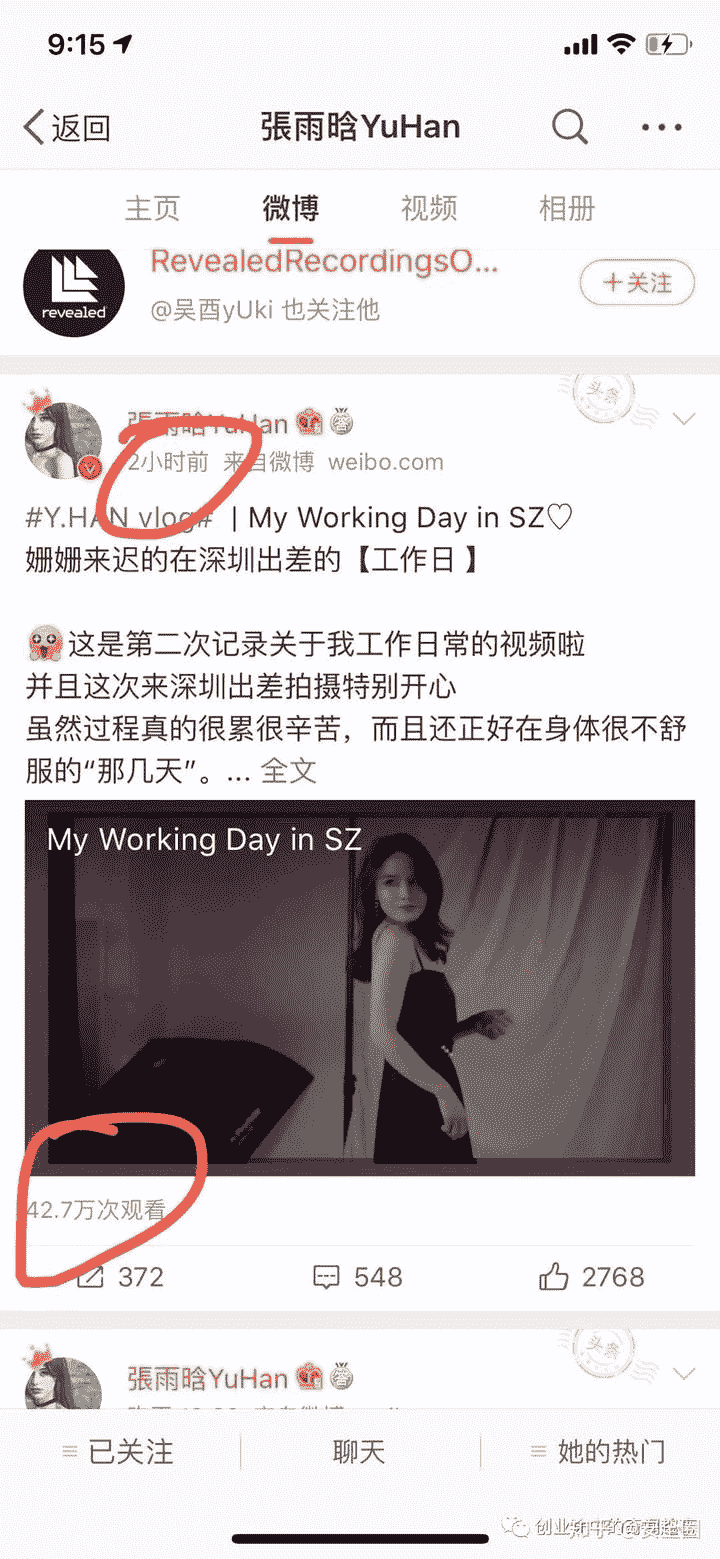 9:15
返回
張雨晗YuHan
主页 微博 视频 相册
RevealedRecordingsO...
revealed
@吴酉yUki 也关注他
+关注
头条
張雨晗YuHan
2小时前 来自微博 weibo.com
#Y.HAN vlog# | My Working Day in SZ♡
姗姗来迟的在深圳出差的【工作日 】
这是第二次记录关于我工作日常的视频啦
并且这次来深圳出差拍摄特别开心
虽然过程真的很累很辛苦，而且还正好在身体很不舒
服的“那几天”。... 全文
My Working Day in SZ
42.7万次观看
372 548 2768
头条
張雨晗YuHan
已关注 聊天 她的热门